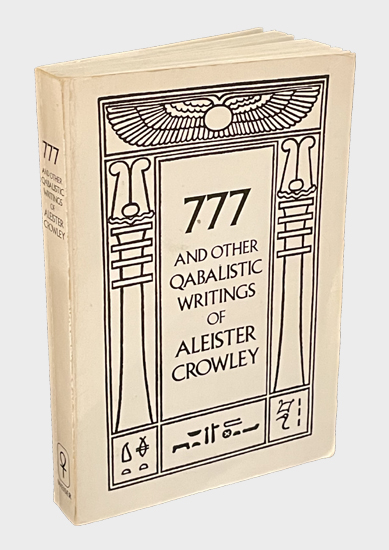 777
AND OTHER
QABALISTIC
WRITINGS
OF
ALEISTER
CROWLEY
777
AND OTHER
QABALISTIC
WRITINGS
OF
ALEISTER
CROWLEY